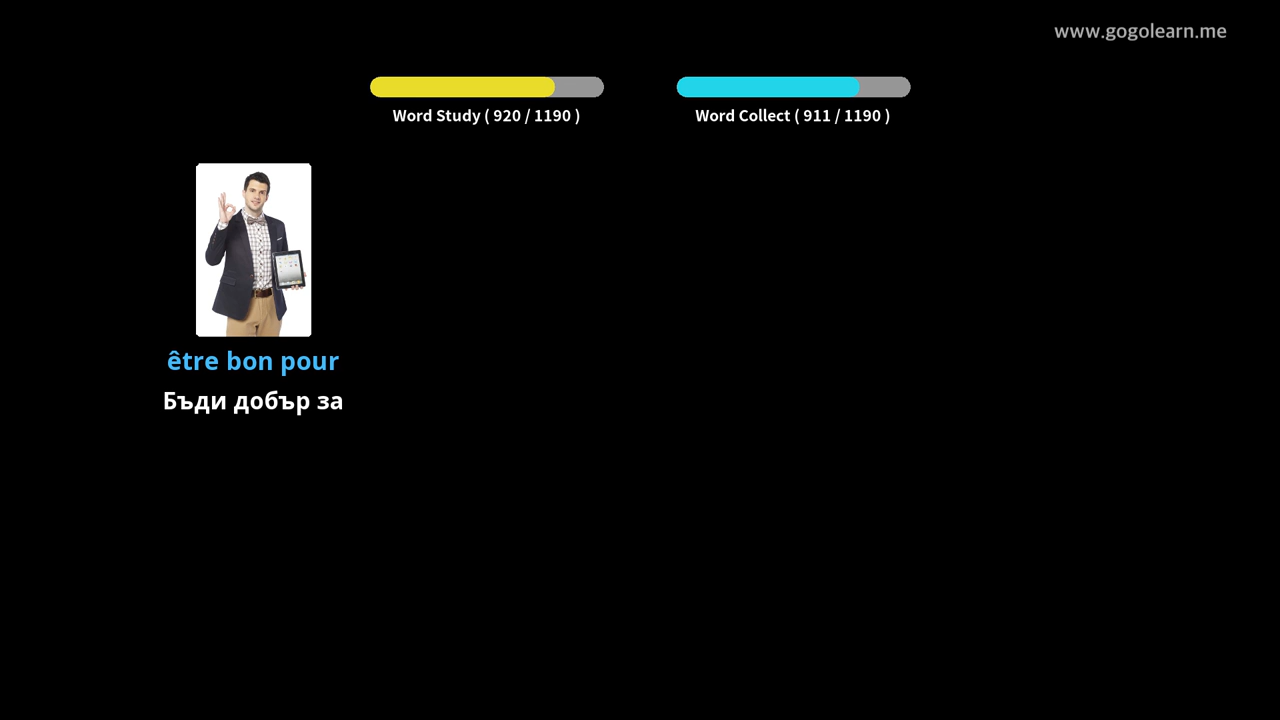 www.gogolearn.me
Word Study ( 920 / 1190 )
Word Collect ( 911 / 1190 )
être bon pour
Бъди добър за